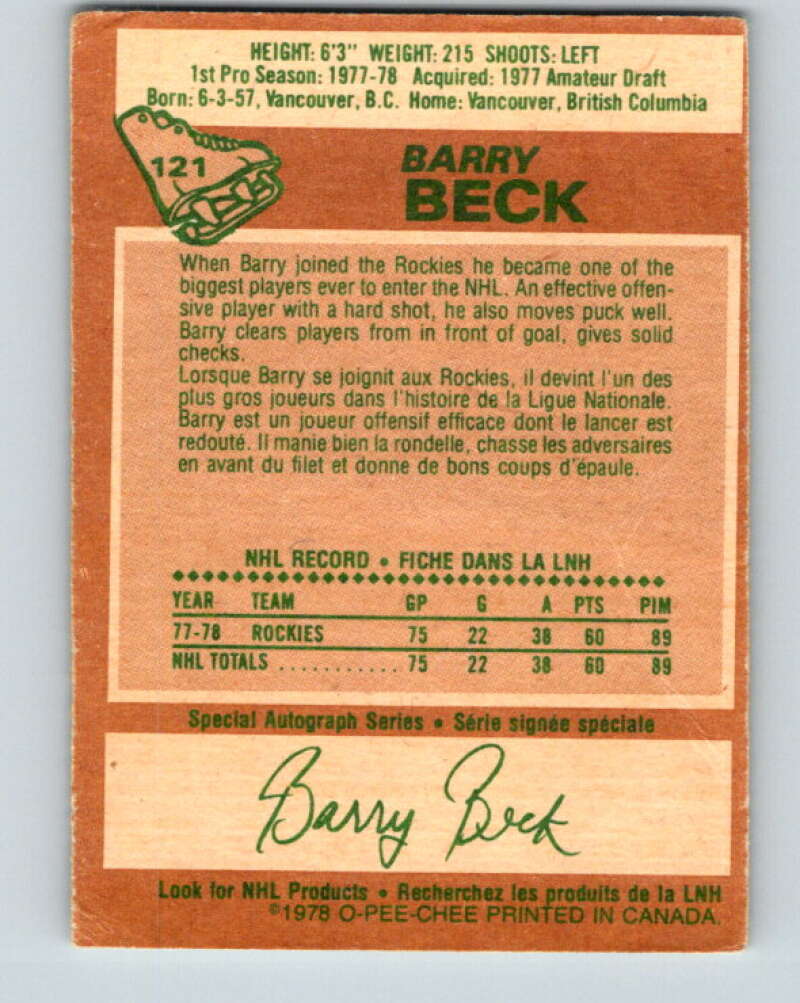 HEIGHT: 6'3" WEIGHT: 215 SHOOTS: LEFT
1st Pro Season: 1977-78 Acquired: 1977 Amateur Draft
Born: 6-3-57, Vancouver, B.C. Home: Vancouver, British Columbia
121
BARRY
BECK
When Barry joined the Rockies he became one of the
biggest players ever to enter the NHL. An effective offen-
sive player with a hard shot, he also moves puck well.
Barry clears players from in front of goal, gives solid
checks.
Lorsque Barry se joignit aux Rockies, il devint l'un des
plus gros joueurs dans l'histoire de la Ligue Nationale.
Barry est un joueur offensif efficace dont le lancer est
redouté. Il manie bien la rondelle, chasse les adversaires
en avant du filet et donne de bons coups d'épaule.
NHL RECORD • FICHE DANS LA LNH
YEAR TEAM GP G A PTS PIM
77-78 ROCKIES 75 22 38 60 89
NHL TOTALS ........... 75 22 38 60 89
Special Autograph Series • Série signée spéciale
Barry Beck
Look for NHL Products • Recherchez les produits de la LNH
©1978 O-PEE-CHEE PRINTED IN CANADA.